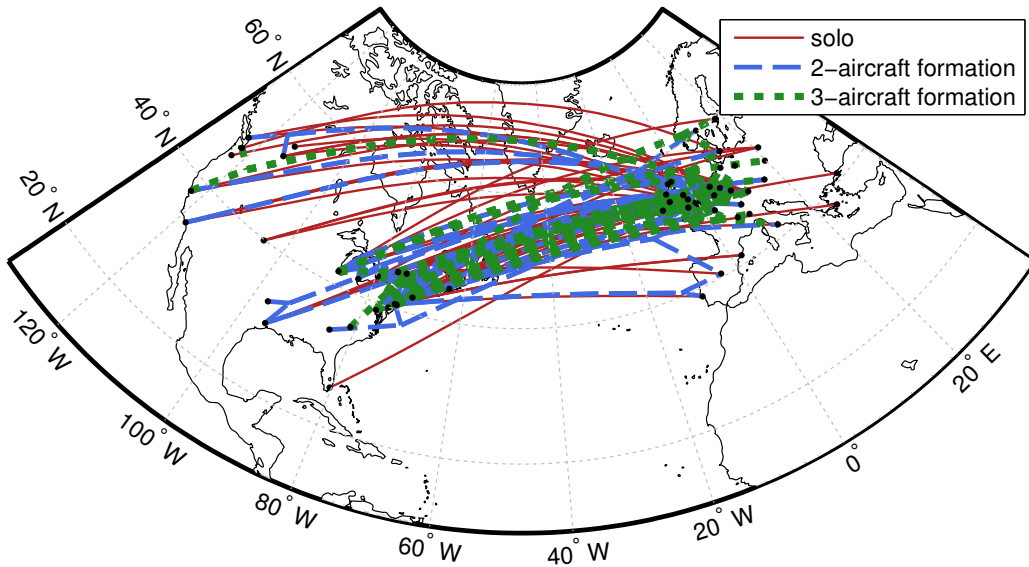 solo
2−aircraft formation
3−aircraft formation
60° N
40° N
20° N
120° W
100° W
80° W
60° W
40° W
20° W
0°
20° E